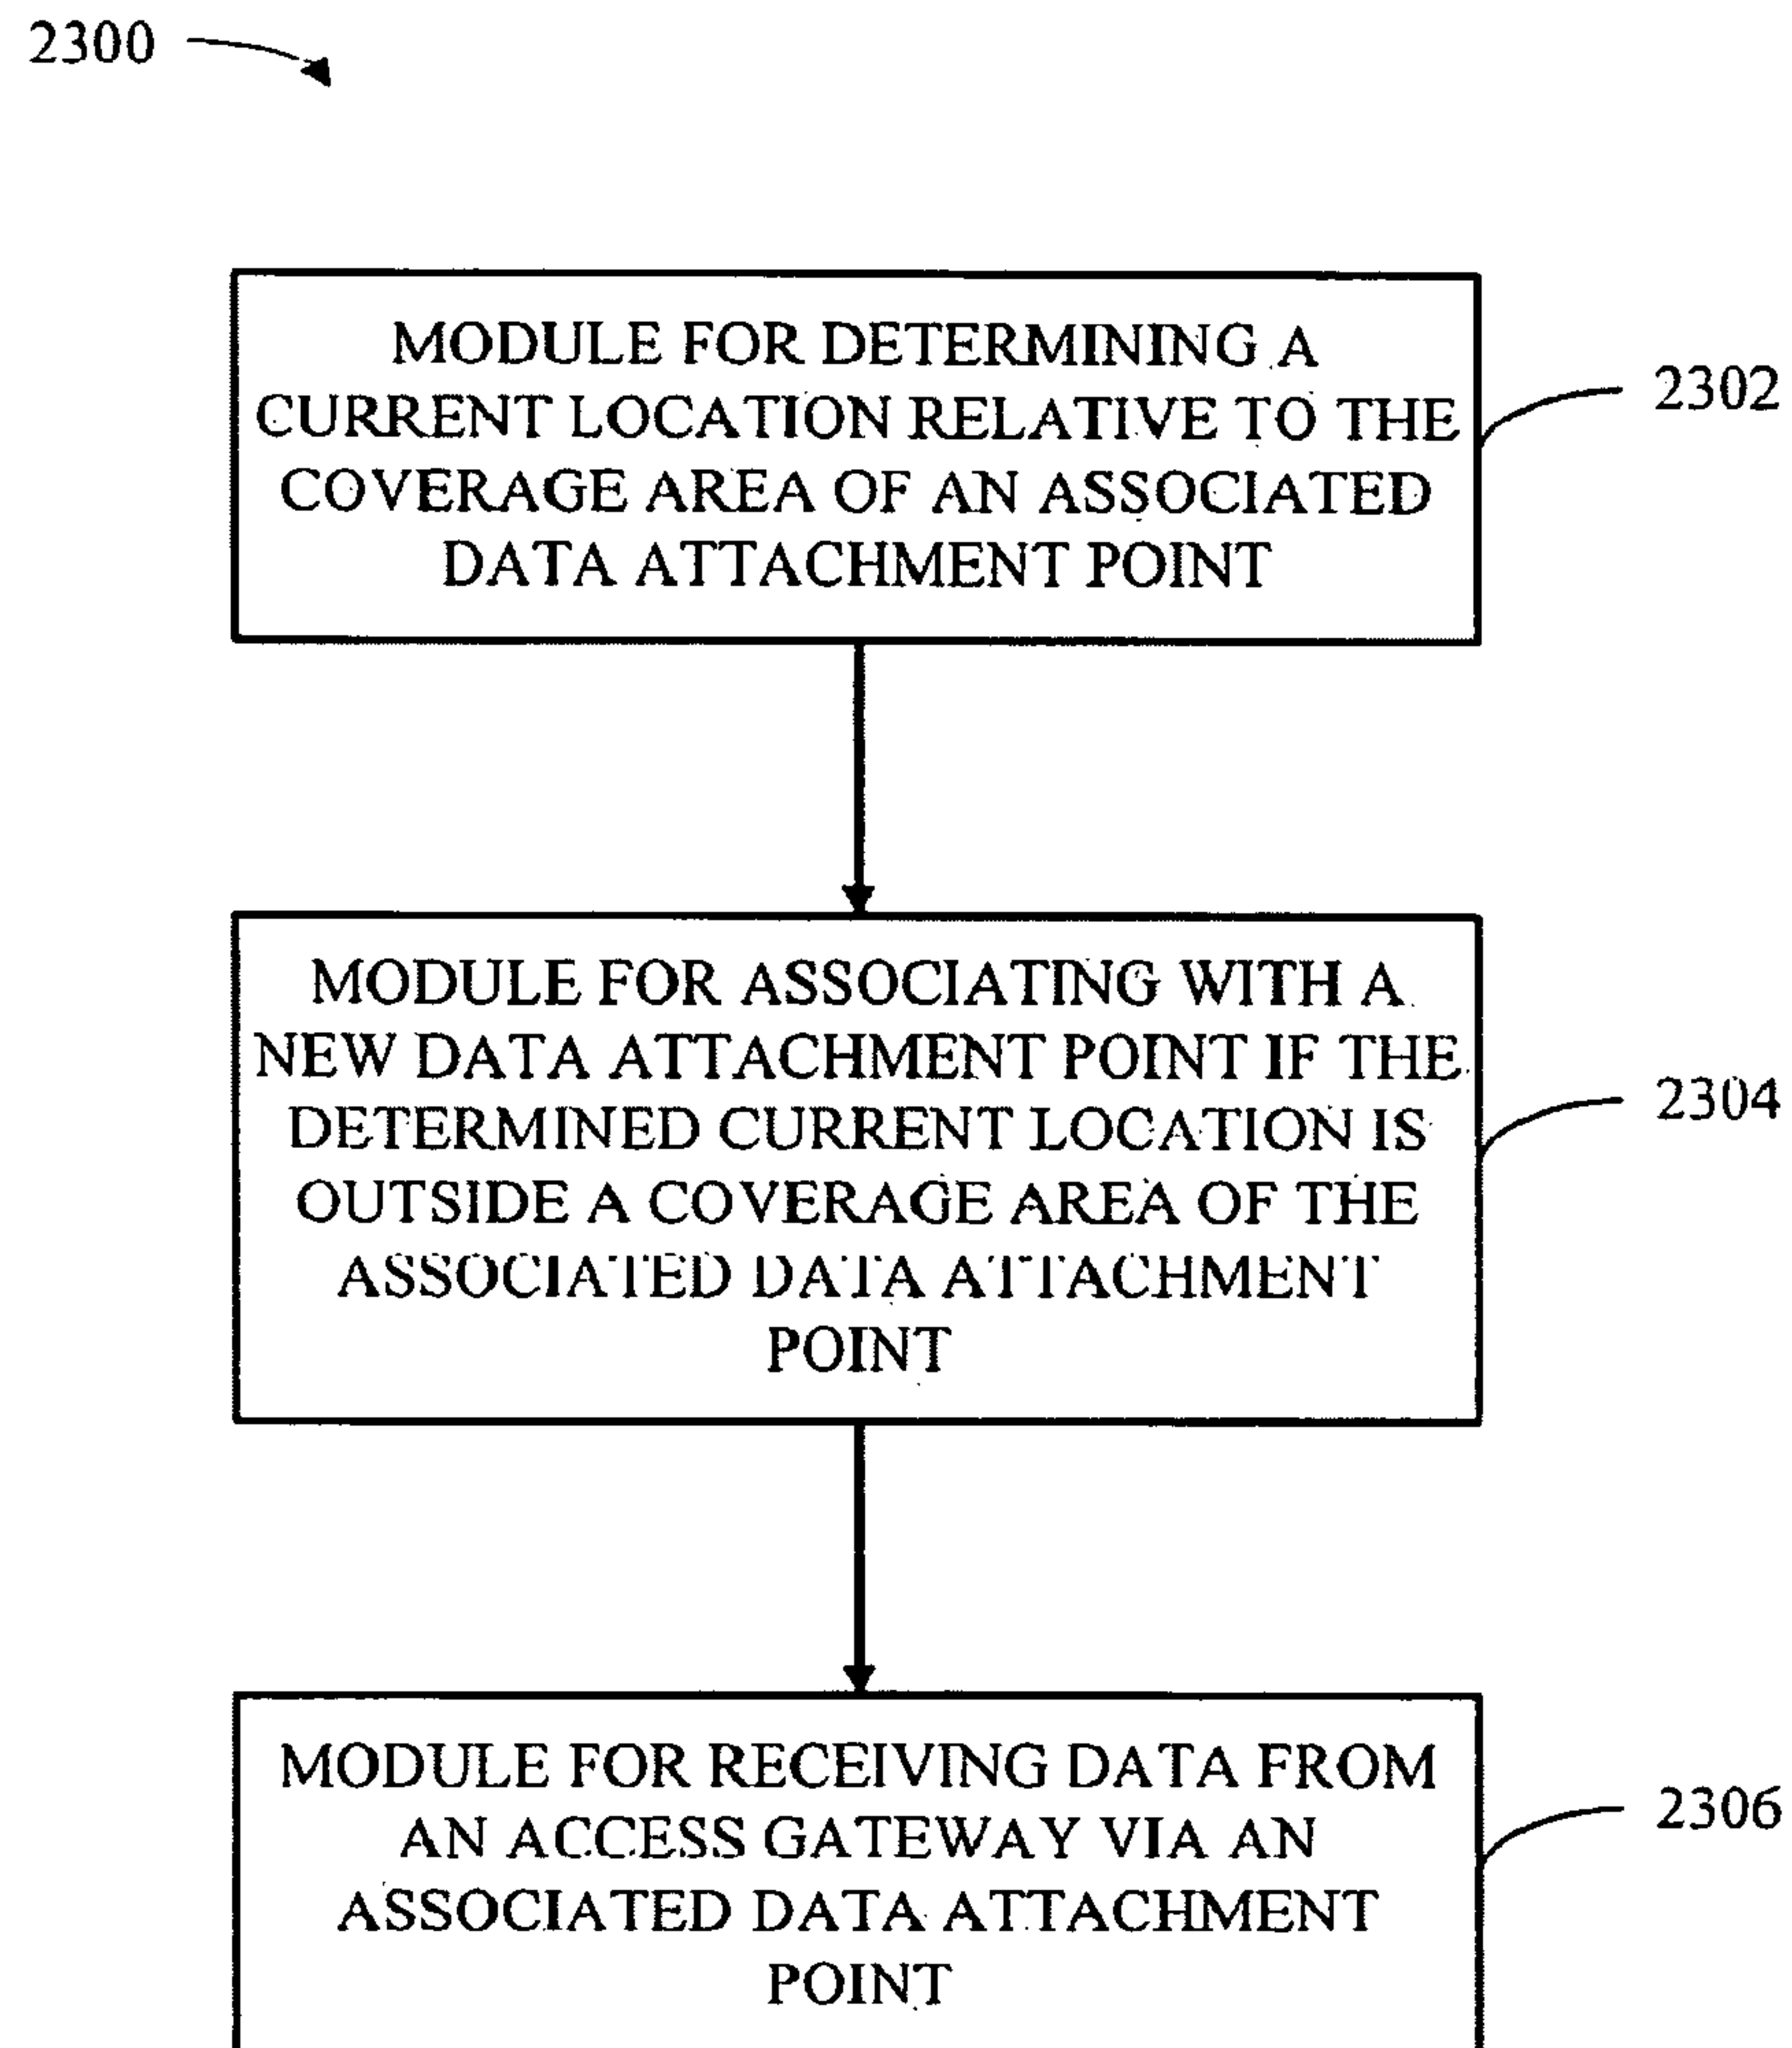 2300
MODULE FOR DETERMINING A
CURRENT LOCATION RELATIVE TO THE
COVERAGE AREA OF AN ASSOCIATED
DATA ATTACHMENT POINT
2302
MODULE FOR ASSOCIATING WITH A
NEW DATA ATTACHMENT POINT IF THE
DETERMINED CURRENT LOCATION IS
OUTSIDE A COVERAGE AREA OF THE
ASSOCIATED DATA ATTACHMENT
POINT
2304
MODULE FOR RECEIVING DATA FROM
AN ACCESS GATEWAY VIA AN
ASSOCIATED DATA ATTACHMENT
POINT
2306